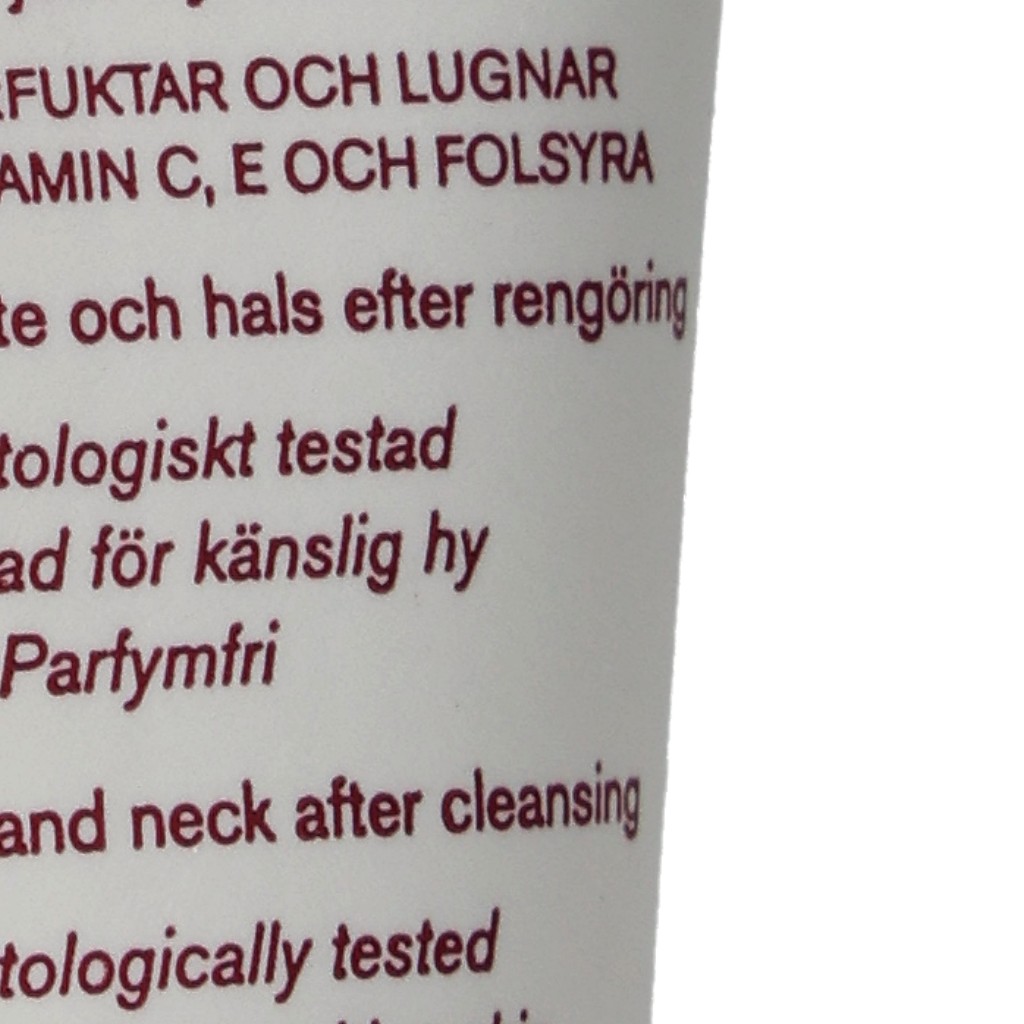 RFUKTAR OCH LUGNAR
AMIN C, E OCH FOLSYRA
te och hals efter rengöring
tologiskt testad
ad för känslig hy
Parfymfri
and neck after cleansing
tologically tested